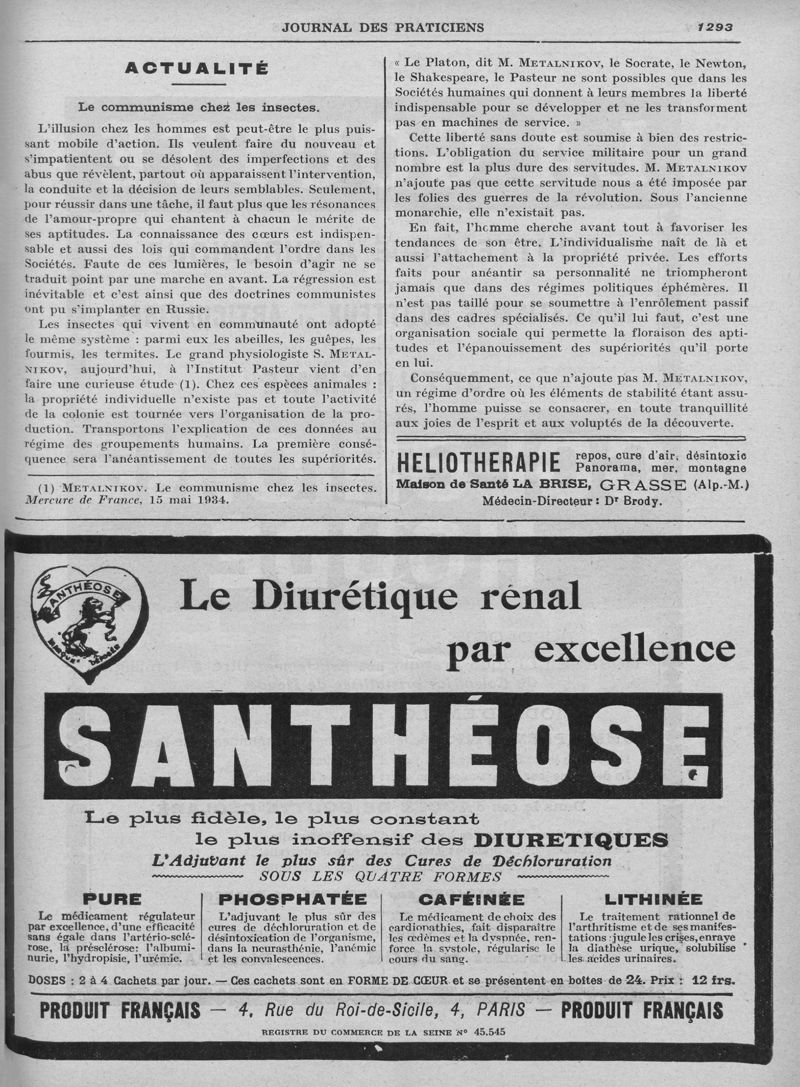 JOURNAL DES PRATICIENS
1293
ACTUALITÉ
Le communisme chez les insectes.
L'illusion chez les hommes est peut-être le plus puis-
sant mobile d'action. Ils veulent faire du nouveau et
s'impatientent ou se désolent des imperfections et des
abus que révèlent, partout où apparaissent l'intervention,
la conduite et la décision de leurs semblables. Seulement,
pour réussir dans une tâche, il faut plus que les résonances
de l'amour-propre qui chantent à chacun le mérite de
ses aptitudes. La connaissance des cœurs est indispen-
sable et aussi des lois qui commandent l'ordre dans les
Sociétés. Faute de ces lumières, le besoin d'agir ne se
traduit point par une marche en avant. La régression est
inévitable et c'est ainsi que des doctrines communistes
ont pu s'implanter en Russie.
Les insectes qui vivent en communauté ont adopté
le même système : parmi eux les abeilles, les guêpes, les
fourmis, les termites. Le grand physiologiste S. METAL-
NIKOV, aujourd'hui, à l'Institut Pasteur vient d'en
faire une curieuse étude (1). Chez ces espèces animales :
la propriété individuelle n'existe pas et toute l'activité
de la colonie est tournée vers l'organisation de la pro-
duction. Transportons l'explication de ces données au
régime des groupements humains. La première consé-
quence sera l'anéantissement de toutes les supériorités.
(1) METALNIKOV. Le communisme chez les insectes.
Mercure de France, 15 mai 1934.
« Le Platon, dit M. METALNIKOV, le Socrate, le Newton,
le Shakespeare, le Pasteur ne sont possibles que dans les
Sociétés humaines qui donnent à leurs membres la liberté
indispensable pour se développer et ne les transforment
pas en machines de service. »
Cette liberté sans doute est soumise à bien des restric-
tions. L'obligation du service militaire pour un grand
nombre est la plus dure des servitudes. M. METALNIKOV
n'ajoute pas que cette servitude nous a été imposée par
les folies des guerres de la révolution. Sous l'ancienne
monarchie, elle n'existait pas.
En fait, l'homme cherche avant tout à favoriser les
tendances de son être. L'individualisme naît de là et
aussi l'attachement à la propriété privée. Les efforts
faits pour anéantir sa personnalité ne triompheront
jamais que dans des régimes politiques éphémères. Il
n'est pas taillé pour se soumettre à l'enrôlement passif
dans des cadres spécialisés. Ce qu'il lui faut, c'est une
organisation sociale qui permette la floraison des apti-
tudes et l'épanouissement des supériorités qu'il porte
en lui.
Conséquemment, ce que n'ajoute pas M. METALNIKOV,
un régime d'ordre où les éléments de stabilité étant assu-
rés, l'homme puisse se consacrer, en toute tranquillité
aux joies de l'esprit et aux voluptés de la découverte.
HELIOTHERAPIE repos, cure d'air, désintoxic
Panorama, mer, montagne
Maison de Santé LA BRISE, GRASSE (Alp.-M.)
Médecin-Directeur : Dr Brody.
SANTHÉOSE
MARQUE DÉPOSÉE
Le Diurétique rénal
par excellence
SANTHÉOSE
Le plus fidèle, le plus constant
le plus inoffensif des DIURETIQUES
L'Adjuvant le plus sûr des Cures de Déchloruration
SOUS LES QUATRE FORMES
PURE
Le médicament régulateur
par excellence, d'une efficacité
sans égale dans l'artério-sclé-
rose, la présclérose: l'albumi-
nurie, l'hydropisie, l'urémie.
PHOSPHATÉE
L'adjuvant le plus sûr des
cures de déchloruration et de
désintoxication de l'organisme,
dans la neurasthénie, l'anémie
et les convalescences.
CAFÉINÉE
Le médicament de choix des
cardiopathies, fait disparaître
les œdèmes et la dyspnée, ren-
force la systole, régularise le
cours du sang.
LITHINÉE
Le traitement rationnel de
l'arthritisme et de ses manifes-
tations : jugule les crises, enraye
la diathèse urique, solubilise
les acides urinaires.
DOSES : 2 à 4 Cachets par jour. — Ces cachets sont en FORME DE CŒUR et se présentent en boîtes de 24. Prix : 12 frs.
PRODUIT FRANÇAIS — 4, Rue du Roi-de-Sicile, 4, PARIS — PRODUIT FRANÇAIS
REGISTRE DU COMMERCE DE LA SEINE N° 45.545